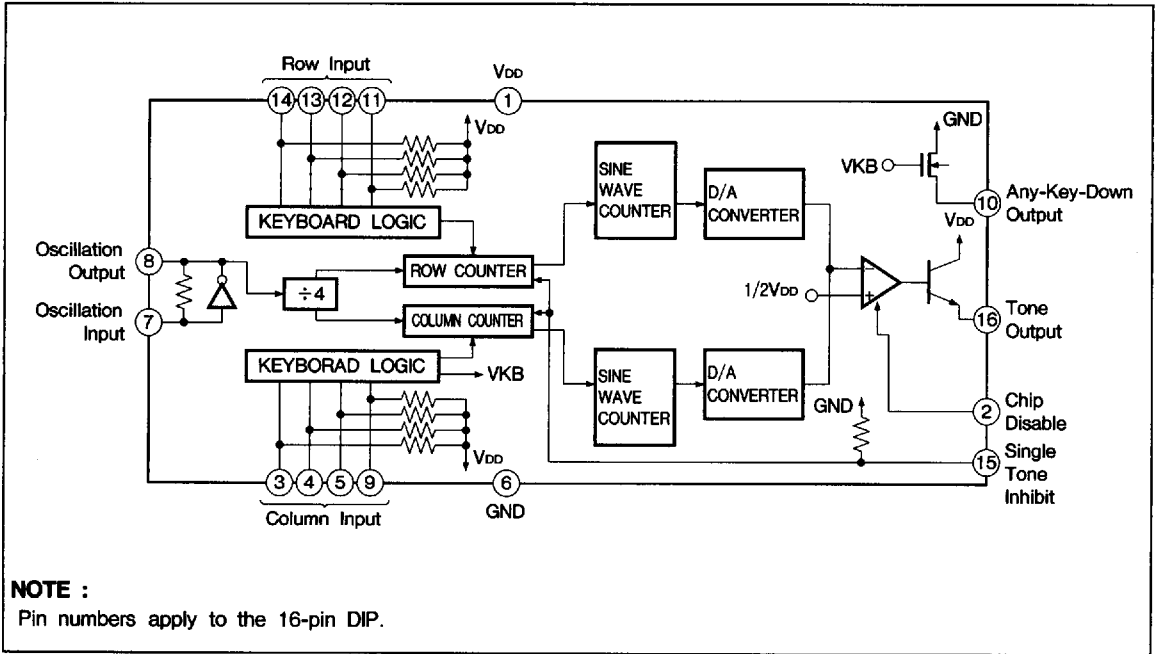 Row Input
VDD
14 13 12 11
1
VDD
GND
VKB
SINE
WAVE
COUNTER
D/A
CONVERTER
10 Any-Key-Down
Output
KEYBOARD LOGIC
VDD
Oscillation
Output
8
ROW COUNTER
÷4
1/2VDD
− 
+
Oscillation
Input
7
COLUMN COUNTER
16 Tone
Output
KEYBORAD LOGIC
VKB
SINE
WAVE
COUNTER
D/A
CONVERTER
GND
2 Chip
Disable
VDD
15 Single
Tone
Inhibit
3 4 5 9
6
Column Input
GND
NOTE :
Pin numbers apply to the 16-pin DIP.